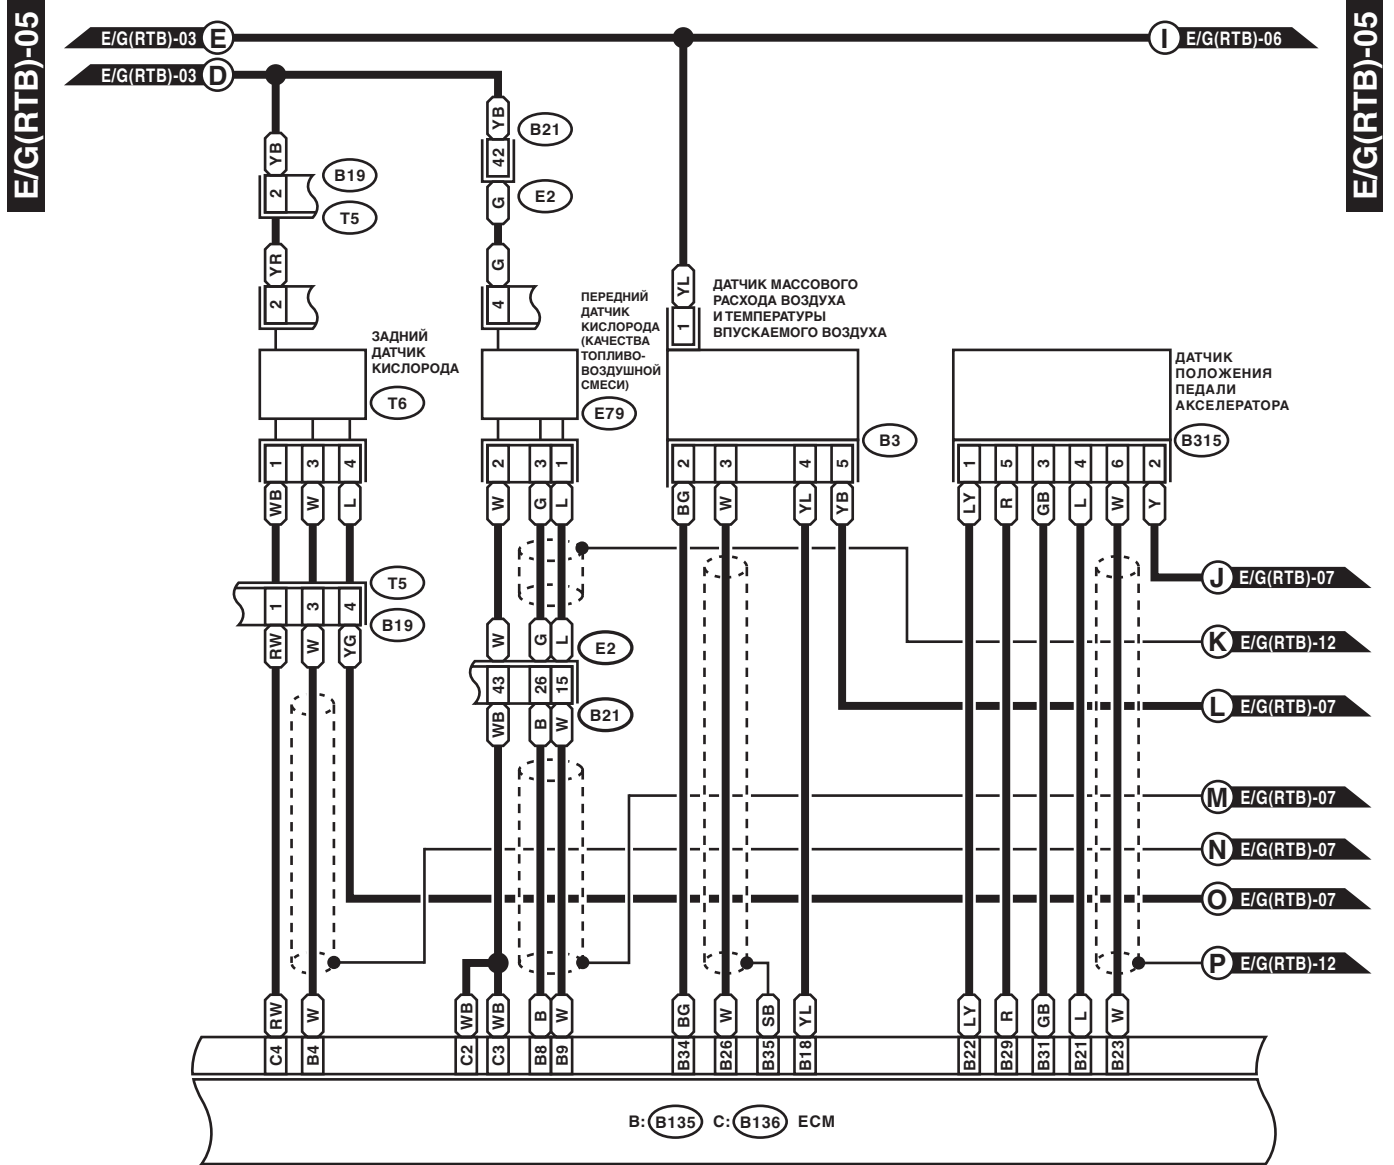 E/G(RTB)-05
E/G(RTB)-05
E/G(RTB)-03 E
I E/G(RTB)-06
E/G(RTB)-03 D
YB
B21
42
E2
G
YB
B19
2
T5
YR
G
2
4
YL
1
ДАТЧИК МАССОВОГО
РАСХОДА ВОЗДУХА
И ТЕМПЕРАТУРЫ
ВПУСКАЕМОГО ВОЗДУХА
ПЕРЕДНИЙ
ДАТЧИК
КИСЛОРОДА
(КАЧЕСТВА
ТОПЛИВО-
ВОЗДУШНОЙ
СМЕСИ)
ЗАДНИЙ
ДАТЧИК
КИСЛОРОДА
ДАТЧИК
ПОЛОЖЕНИЯ
ПЕДАЛИ
АКСЕЛЕРАТОРА
T6
E79
B3
B315
1 3 4
2 3 1
2 3 4 5
1 5 3 4 6 2
WB W L
W G L
BG W YL YB
LY R GB L W Y
J E/G(RTB)-07
T5
1 3 4
B19
RW W YG
K E/G(RTB)-12
W G L
E2
43 26 15
B21
WB B W
L E/G(RTB)-07
M E/G(RTB)-07
N E/G(RTB)-07
O E/G(RTB)-07
P E/G(RTB)-12
RW W WB WB B W BG W SB YL LY R GB L W
C4 B4 C2 C3 B8 B9 B34 B26 B35 B18 B22 B29 B31 B21 B23
B: B135 C: B136 ECM